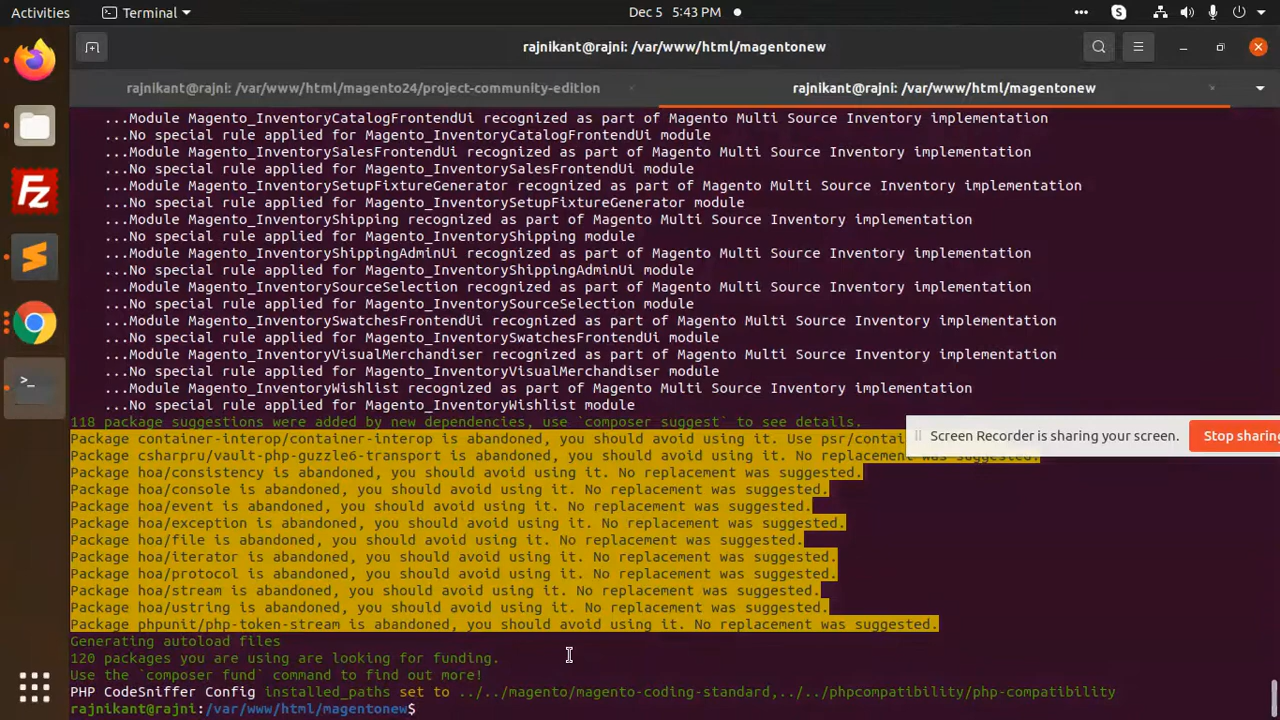 Activities
Terminal
Dec 5 5:43 PM
rajnikant@rajni: /var/www/html/magentonew
rajnikant@rajni: /var/www/html/magento24/project-community-edition
rajnikant@rajni: /var/www/html/magentonew
...Module Magento_InventoryCatalogFrontendUi recognized as part of Magento Multi Source Inventory implementation
...No special rule applied for Magento_InventoryCatalogFrontendUi module
...Module Magento_InventorySalesFrontendUi recognized as part of Magento Multi Source Inventory implementation
...No special rule applied for Magento_InventorySalesFrontendUi module
...Module Magento_InventorySetupFixtureGenerator recognized as part of Magento Multi Source Inventory implementation
...No special rule applied for Magento_InventorySetupFixtureGenerator module
...Module Magento_InventoryShipping recognized as part of Magento Multi Source Inventory implementation
...No special rule applied for Magento_InventoryShipping module
...Module Magento_InventoryShippingAdminUi recognized as part of Magento Multi Source Inventory implementation
...No special rule applied for Magento_InventoryShippingAdminUi module
...Module Magento_InventorySourceSelection recognized as part of Magento Multi Source Inventory implementation
...No special rule applied for Magento_InventorySourceSelection module
...Module Magento_InventorySwatchesFrontendUi recognized as part of Magento Multi Source Inventory implementation
...No special rule applied for Magento_InventorySwatchesFrontendUi module
...Module Magento_InventoryVisualMerchandiser recognized as part of Magento Multi Source Inventory implementation
...No special rule applied for Magento_InventoryVisualMerchandiser module
...Module Magento_InventoryWishlist recognized as part of Magento Multi Source Inventory implementation
...No special rule applied for Magento_InventoryWishlist module
118 package suggestions were added by new dependencies, use `composer suggest` to see details.
Package container-interop/container-interop is abandoned, you should avoid using it. Use psr/contai
Screen Recorder is sharing your screen.
Stop sharing
Package csharpru/vault-php-guzzle6-transport is abandoned, you should avoid using it. No replacement was suggested.
Package hoa/consistency is abandoned, you should avoid using it. No replacement was suggested.
Package hoa/console is abandoned, you should avoid using it. No replacement was suggested.
Package hoa/event is abandoned, you should avoid using it. No replacement was suggested.
Package hoa/exception is abandoned, you should avoid using it. No replacement was suggested.
Package hoa/file is abandoned, you should avoid using it. No replacement was suggested.
Package hoa/iterator is abandoned, you should avoid using it. No replacement was suggested.
Package hoa/protocol is abandoned, you should avoid using it. No replacement was suggested.
Package hoa/stream is abandoned, you should avoid using it. No replacement was suggested.
Package hoa/ustring is abandoned, you should avoid using it. No replacement was suggested.
Package phpunit/php-token-stream is abandoned, you should avoid using it. No replacement was suggested.
Generating autoload files
120 packages you are using are looking for funding.
Use the `composer fund` command to find out more!
PHP CodeSniffer Config installed_paths set to ../../magento/magento-coding-standard,../../phpcompatibility/php-compatibility
rajnikant@rajni:/var/www/html/magentonew$